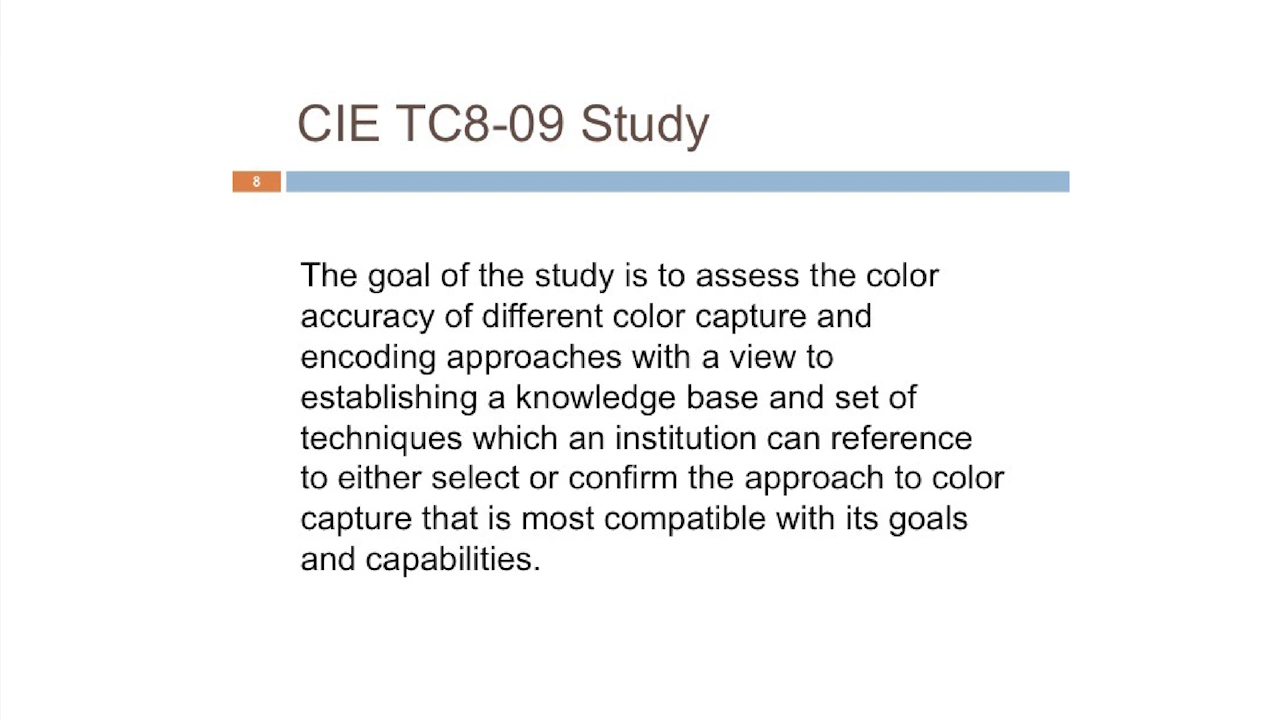 CIE TC8-09 Study
8
The goal of the study is to assess the color
accuracy of different color capture and
encoding approaches with a view to
establishing a knowledge base and set of
techniques which an institution can reference
to either select or confirm the approach to color
capture that is most compatible with its goals
and capabilities.